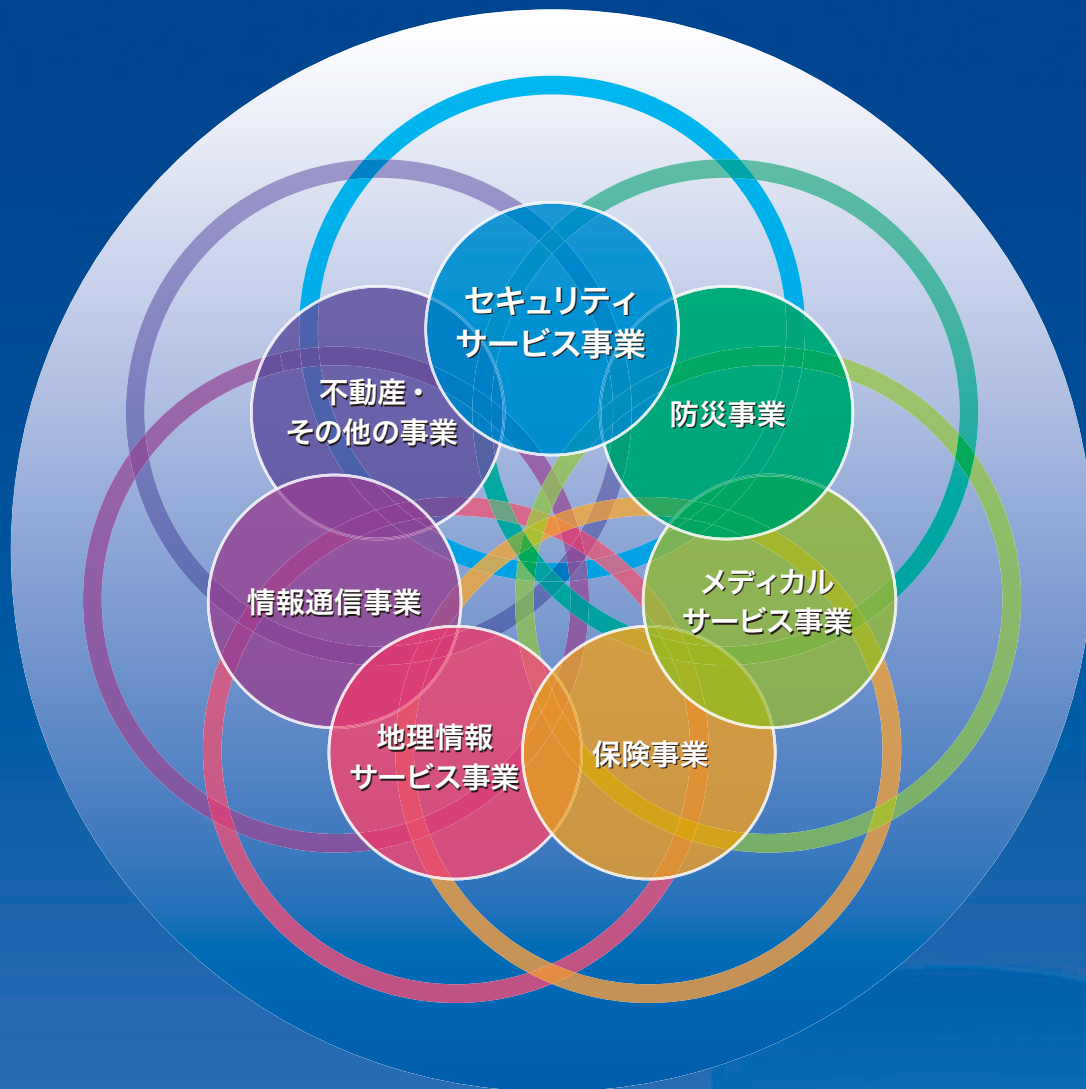 セキュリティ
サービス事業
防災事業
メディカル
サービス事業
保険事業
地理情報
サービス事業
情報通信事業
不動産・
その他の事業